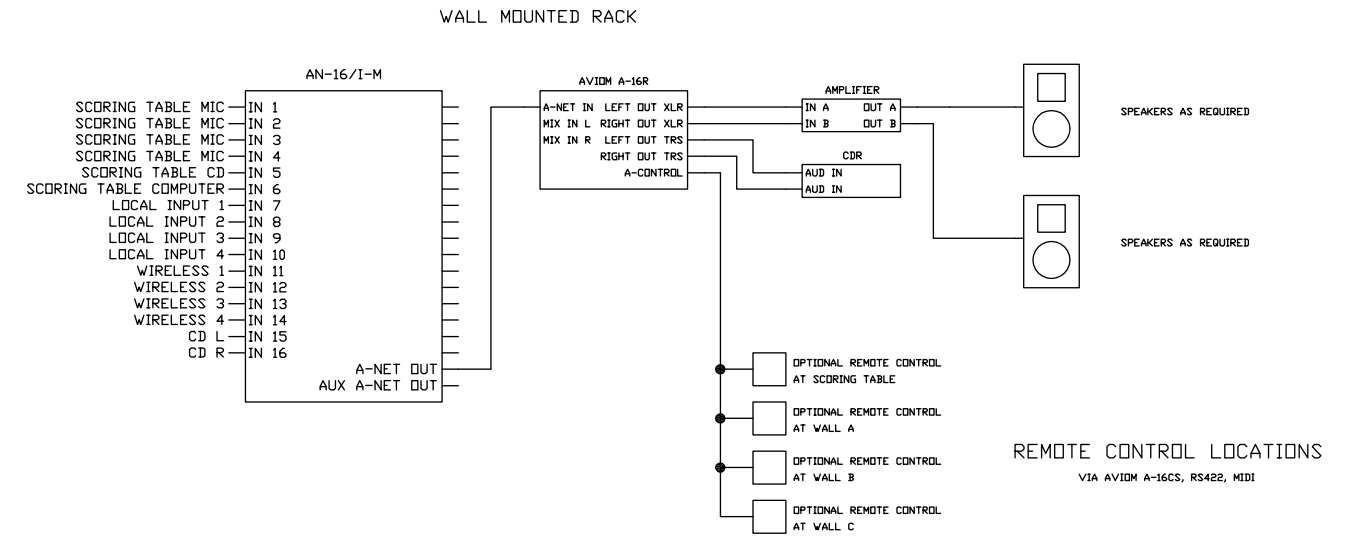 WALL MOUNTED RACK
AN-16/I-M
SCORING TABLE MIC IN 1
SCORING TABLE MIC IN 2
SCORING TABLE MIC IN 3
SCORING TABLE MIC IN 4
SCORING TABLE CD IN 5
SCORING TABLE COMPUTER IN 6
LOCAL INPUT 1 IN 7
LOCAL INPUT 2 IN 8
LOCAL INPUT 3 IN 9
LOCAL INPUT 4 IN 10
WIRELESS 1 IN 11
WIRELESS 2 IN 12
WIRELESS 3 IN 13
WIRELESS 4 IN 14
CD L IN 15
CD R IN 16
A-NET OUT
AUX A-NET OUT
AVIOM A-16R
A-NET IN LEFT OUT XLR
MIX IN L RIGHT OUT XLR
MIX IN R LEFT OUT TRS
RIGHT OUT TRS
A-CONTROL
AMPLIFIER
IN A OUT A
IN B OUT B
CDR
AUD IN
AUD IN
SPEAKERS AS REQUIRED
SPEAKERS AS REQUIRED
OPTIONAL REMOTE CONTROL
AT SCORING TABLE
OPTIONAL REMOTE CONTROL
AT WALL A
OPTIONAL REMOTE CONTROL
AT WALL B
OPTIONAL REMOTE CONTROL
AT WALL C
REMOTE CONTROL LOCATIONS
VIA AVIOM A-16CS, RS422, MIDI